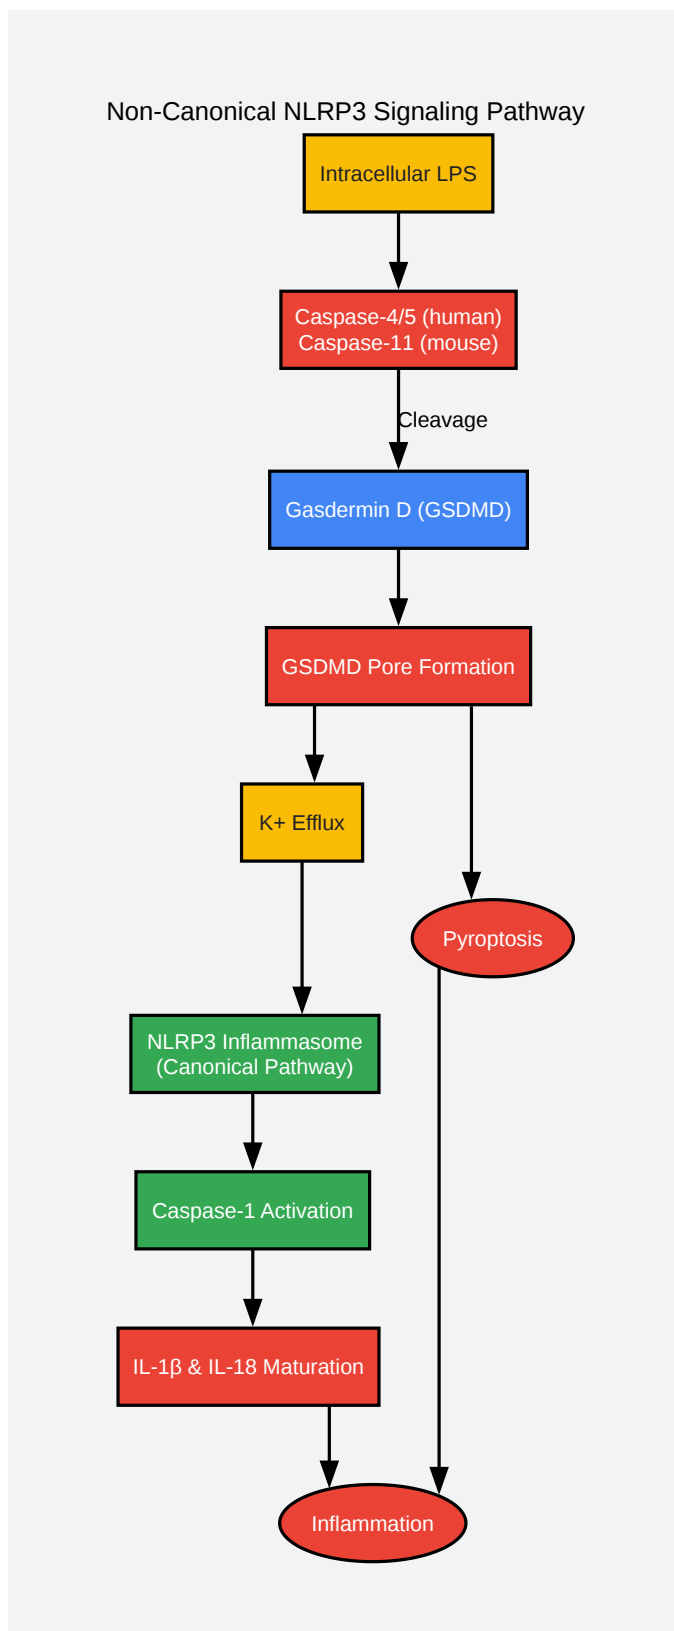 Non-Canonical NLRP3 Signaling Pathway
Intracellular LPS
Caspase-4/5 (human)
Caspase-11 (mouse)
Cleavage
Gasdermin D (GSDMD)
GSDMD Pore Formation
K+ Efflux
Pyroptosis
NLRP3 Inflammasome
(Canonical Pathway)
Caspase-1 Activation
IL-1β & IL-18 Maturation
Inflammation